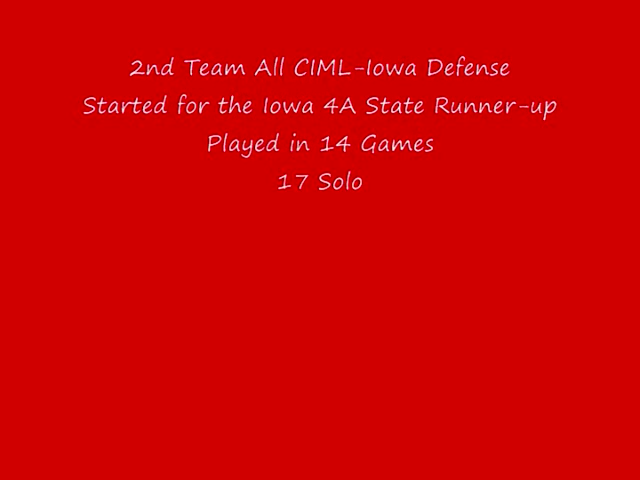 2nd Team All CIML-Iowa Defense
Started for the Iowa 4A State Runner-up
Played in 14 Games
17 Solo